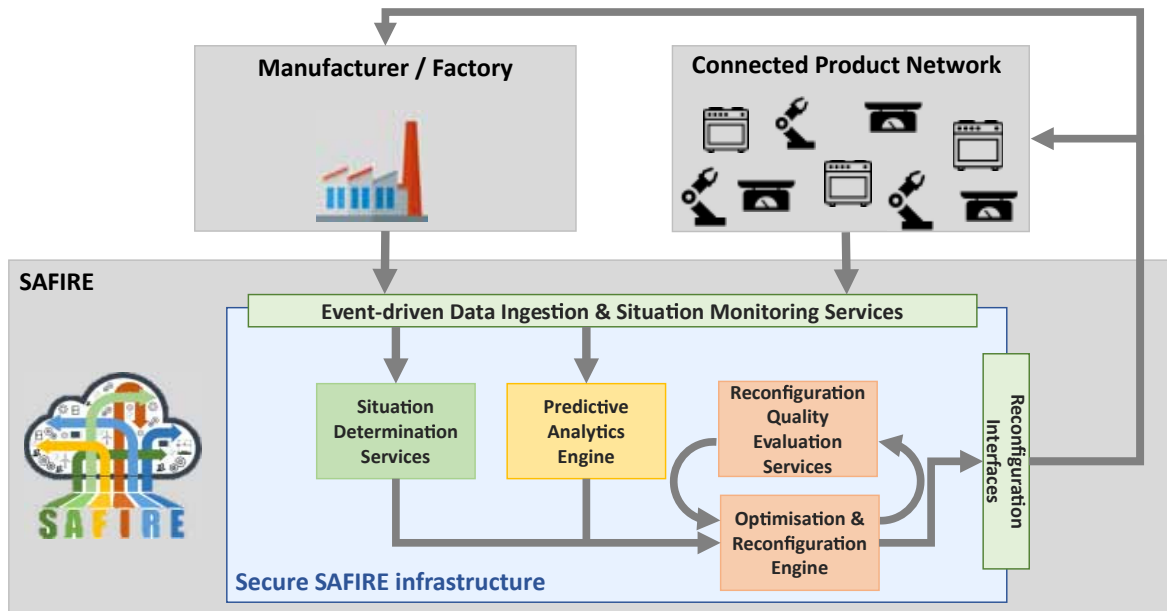 Manufacturer / Factory
Connected Product Network
SAFIRE
Event-driven Data Ingestion & Situation Monitoring Services
Situation
Determination
Services
Predictive
Analytics
Engine
Reconfiguration
Quality
Evaluation
Services
Reconfiguration
Interfaces
Optimisation &
Reconfiguration
Engine
SAFIRE
Secure SAFIRE infrastructure